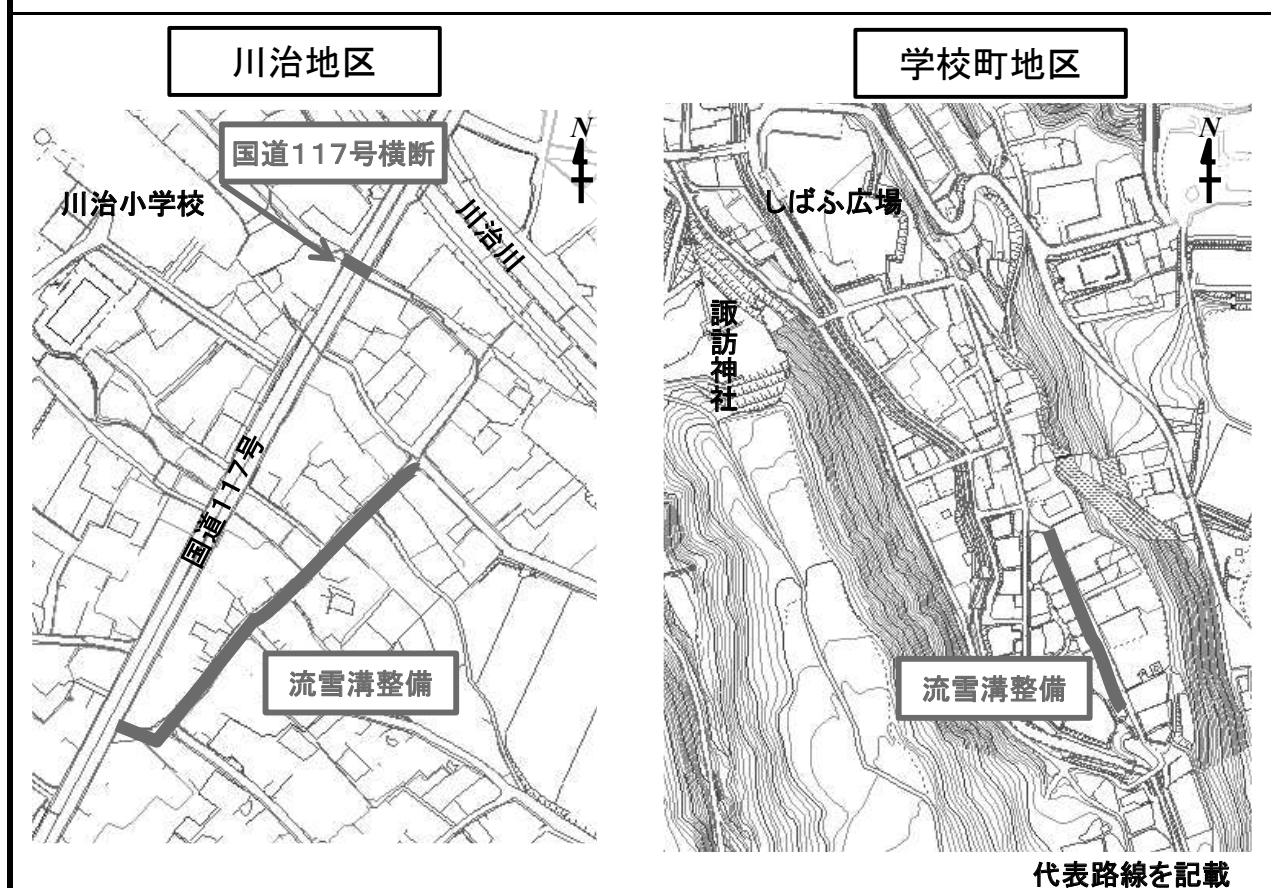 川治地区
国道117号横断
N
川治小学校
川治川
国道117号
流雪溝整備
学校町地区
N
しばふ広場
諏訪神社
流雪溝整備
代表路線を記載